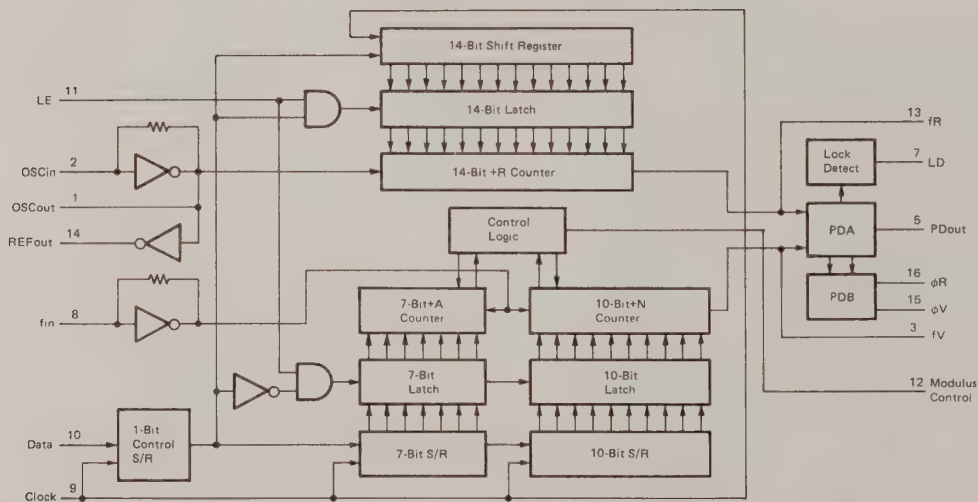 14-Bit Shift Register
11
LE
14-Bit Latch
13
fR
2
OSCin
7
LD
Lock
Detect
14-Bit +R Counter
1
OSCout
Control
Logic
PDA
5
PDout
14
REFout
16
φR
PDB
7-Bit+A
Counter
10-Bit+N
Counter
15
φV
8
fin
3
fV
7-Bit
Latch
10-Bit
Latch
12
Modulus
Control
Data
10
1-Bit
Control
S/R
7-Bit S/R
10-Bit S/R
Clock
9